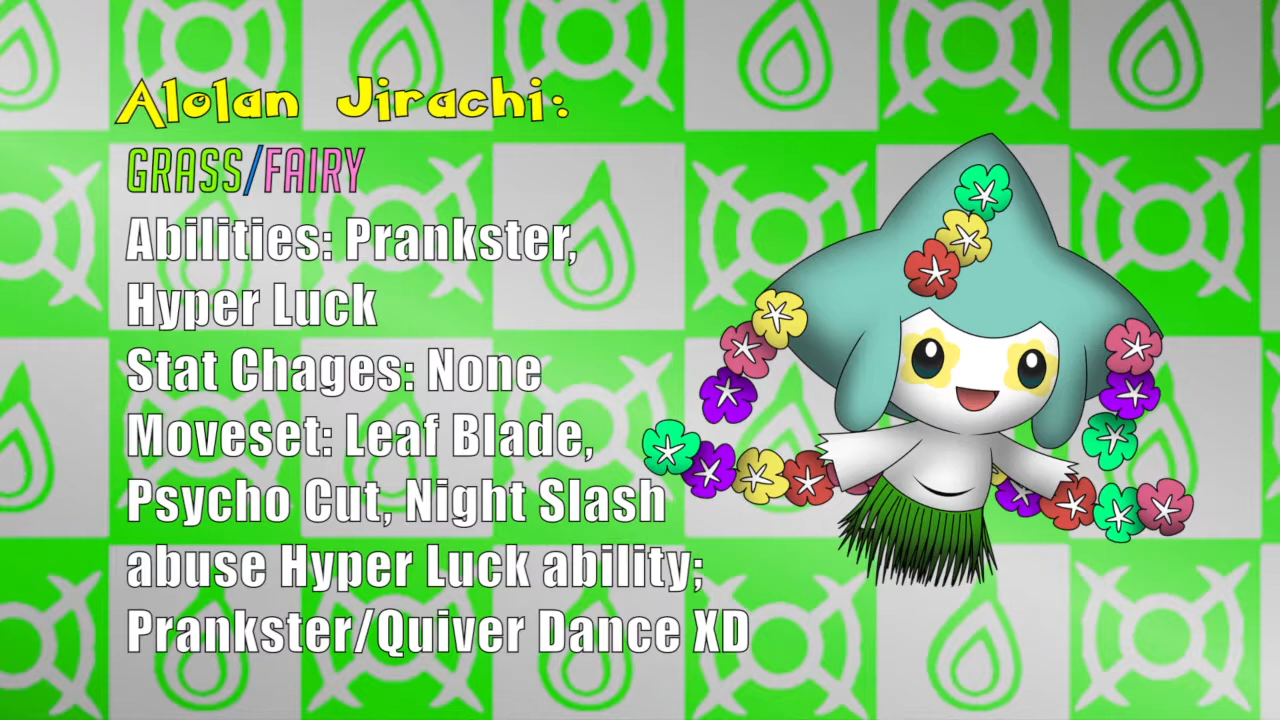 Alolan Jirachi:
GRASS/FAIRY
Abilities: Prankster,
Hyper Luck
Stat Chages: None
Moveset: Leaf Blade,
Psycho Cut, Night Slash
abuse Hyper Luck ability;
Prankster/Quiver Dance XD